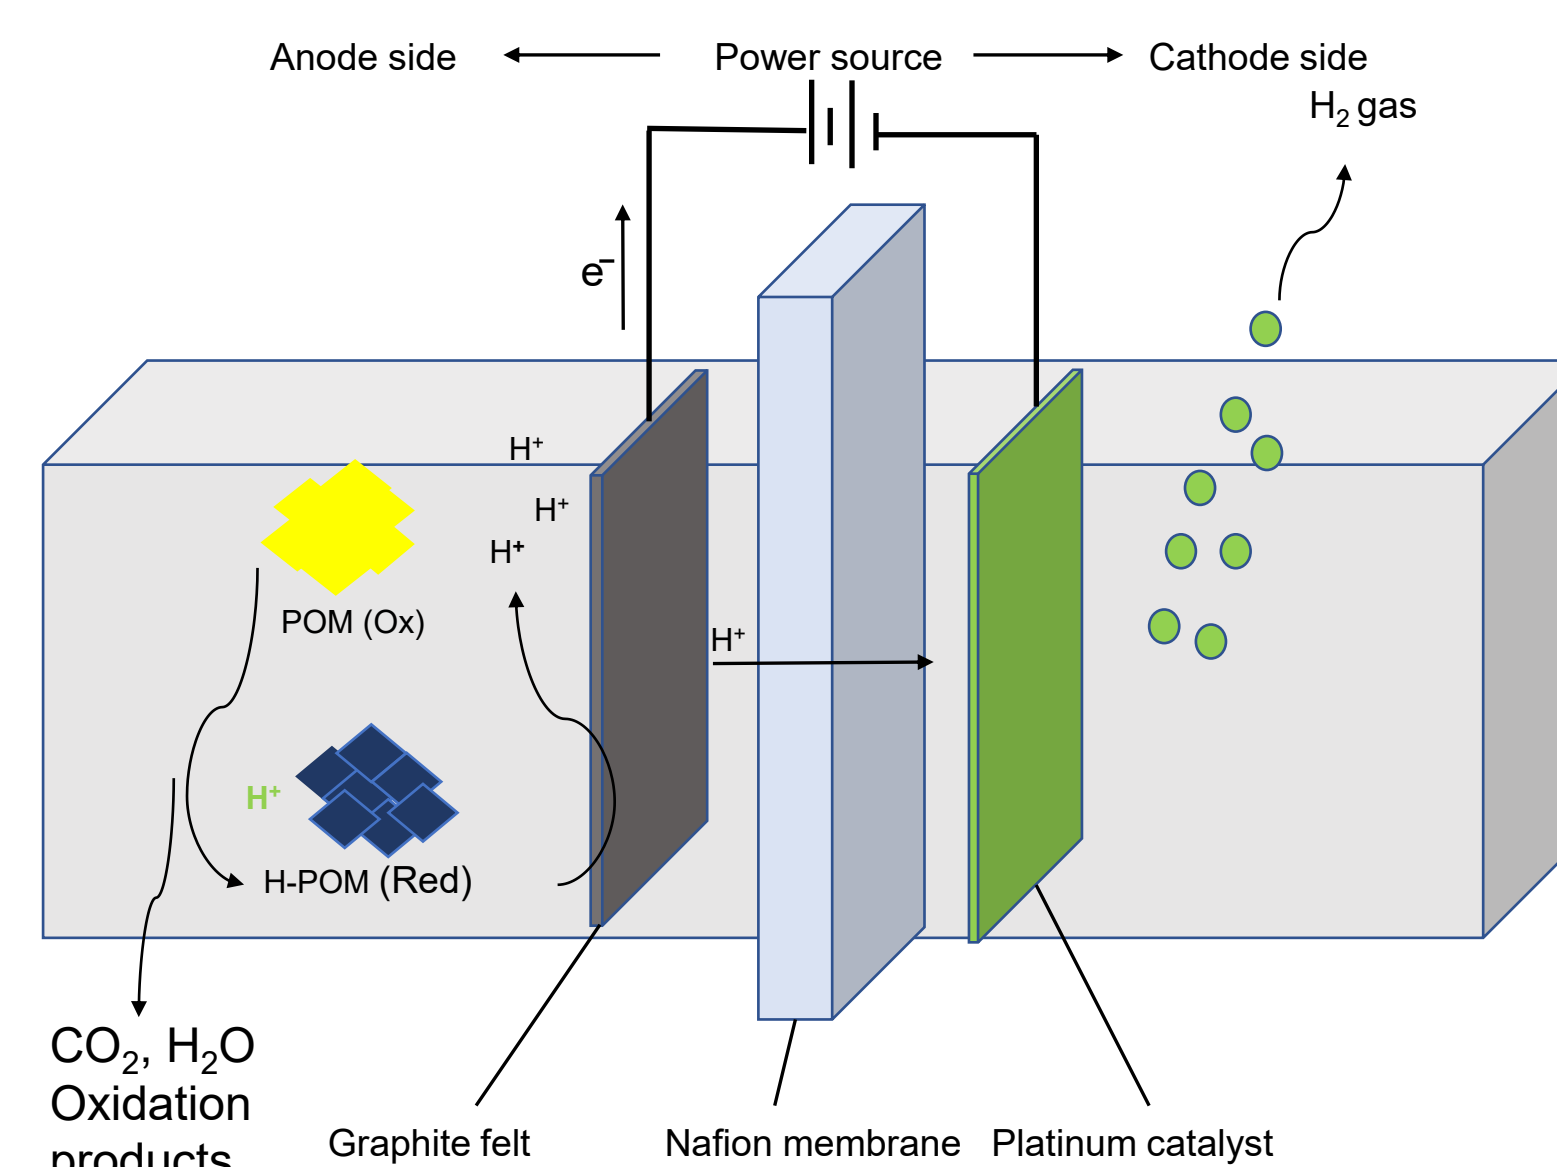 Anode side
Power source
Cathode side
H₂ gas
e⁻
H⁺
H⁺
H⁺
POM (Ox)
H⁺
H⁺
H-POM (Red)
CO₂, H₂O
Oxidation
products
Graphite felt
Nafion membrane
Platinum catalyst